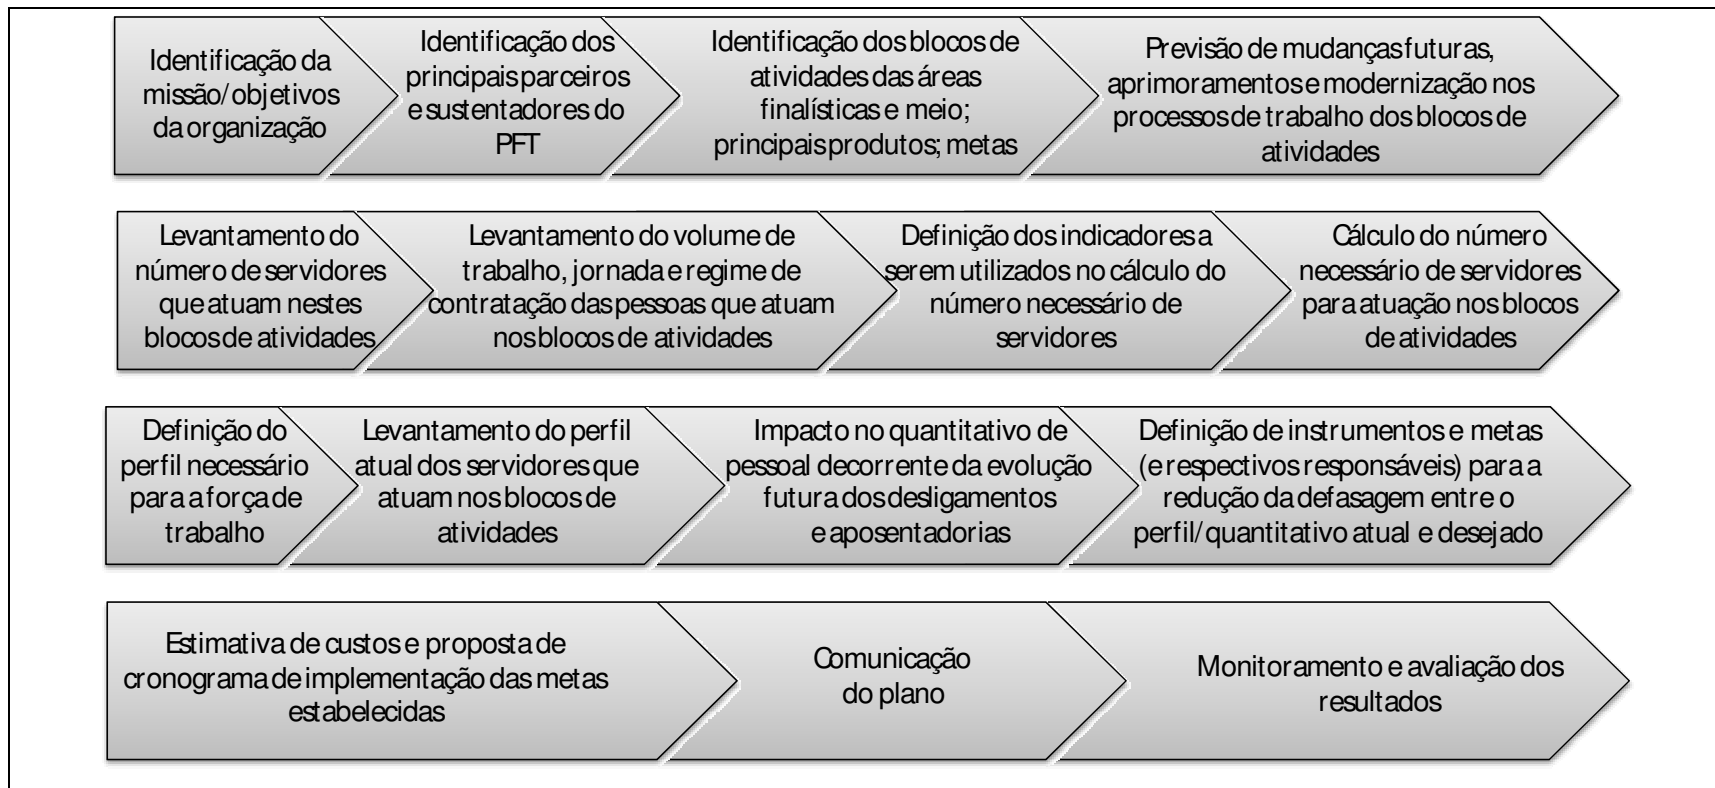 Identificação da
missão/objetivos
da organização
Identificação dos
principais parceiros
e sustentadores do
PFT
Identificação dos blocos de
atividades das áreas
finalísticas e meio;
principais produtos; metas
Previsão de mudanças futuras,
aprimoramentos e modernização nos
processos de trabalho dos blocos de
atividades
Levantamento do
número de servidores
que atuam nestes
blocos de atividades
Levantamento do volume de
trabalho, jornada e regime de
contratação das pessoas que atuam
nos blocos de atividades
Definição dos indicadores a
serem utilizados no cálculo do
número necessário de
servidores
Cálculo do número
necessário de servidores
para atuação nos blocos
de atividades
Definição do
perfil necessário
para a força de
trabalho
Levantamento do perfil
atual dos servidores que
atuam nos blocos de
atividades
Impacto no quantitativo de
pessoal decorrente da evolução
futura dos desligamentos
e aposentadorias
Definição de instrumentos e metas
(e respectivos responsáveis) para a
redução da defasagem entre o
perfil/quantitativo atual e desejado
Estimativa de custos e proposta de
cronograma de implementação das metas
estabelecidas
Comunicação
do plano
Monitoramento e avaliação dos
resultados